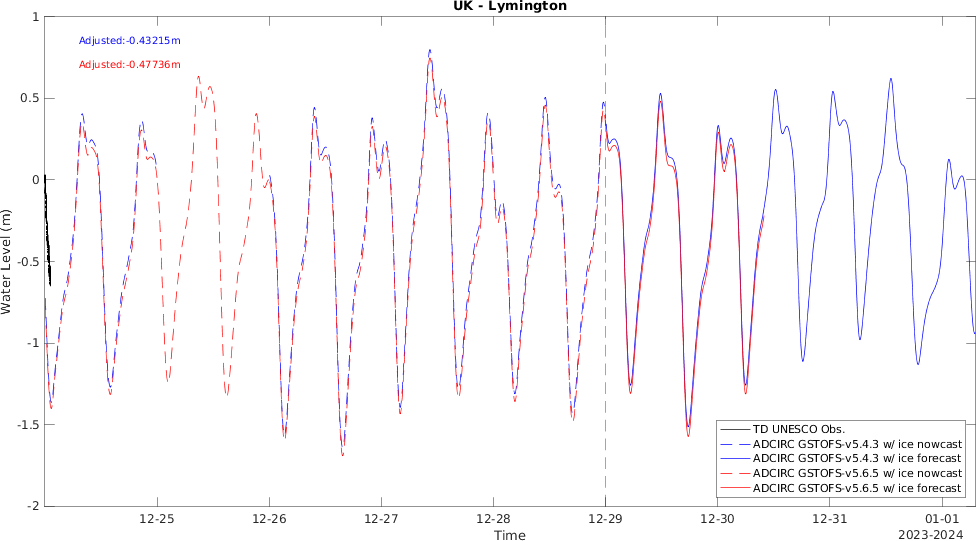 UK - Lymington
Adjusted:-0.43215m
Adjusted:-0.47736m
1
0.5
0
-0.5
-1
-1.5
-2
Water Level (m)
12-25 12-26 12-27 12-28 12-29 12-30 12-31 01-01
Time
2023-2024
TD UNESCO Obs.
ADCIRC GSTOFS-v5.4.3 w/ ice nowcast
ADCIRC GSTOFS-v5.4.3 w/ ice forecast
ADCIRC GSTOFS-v5.6.5 w/ ice nowcast
ADCIRC GSTOFS-v5.6.5 w/ ice forecast